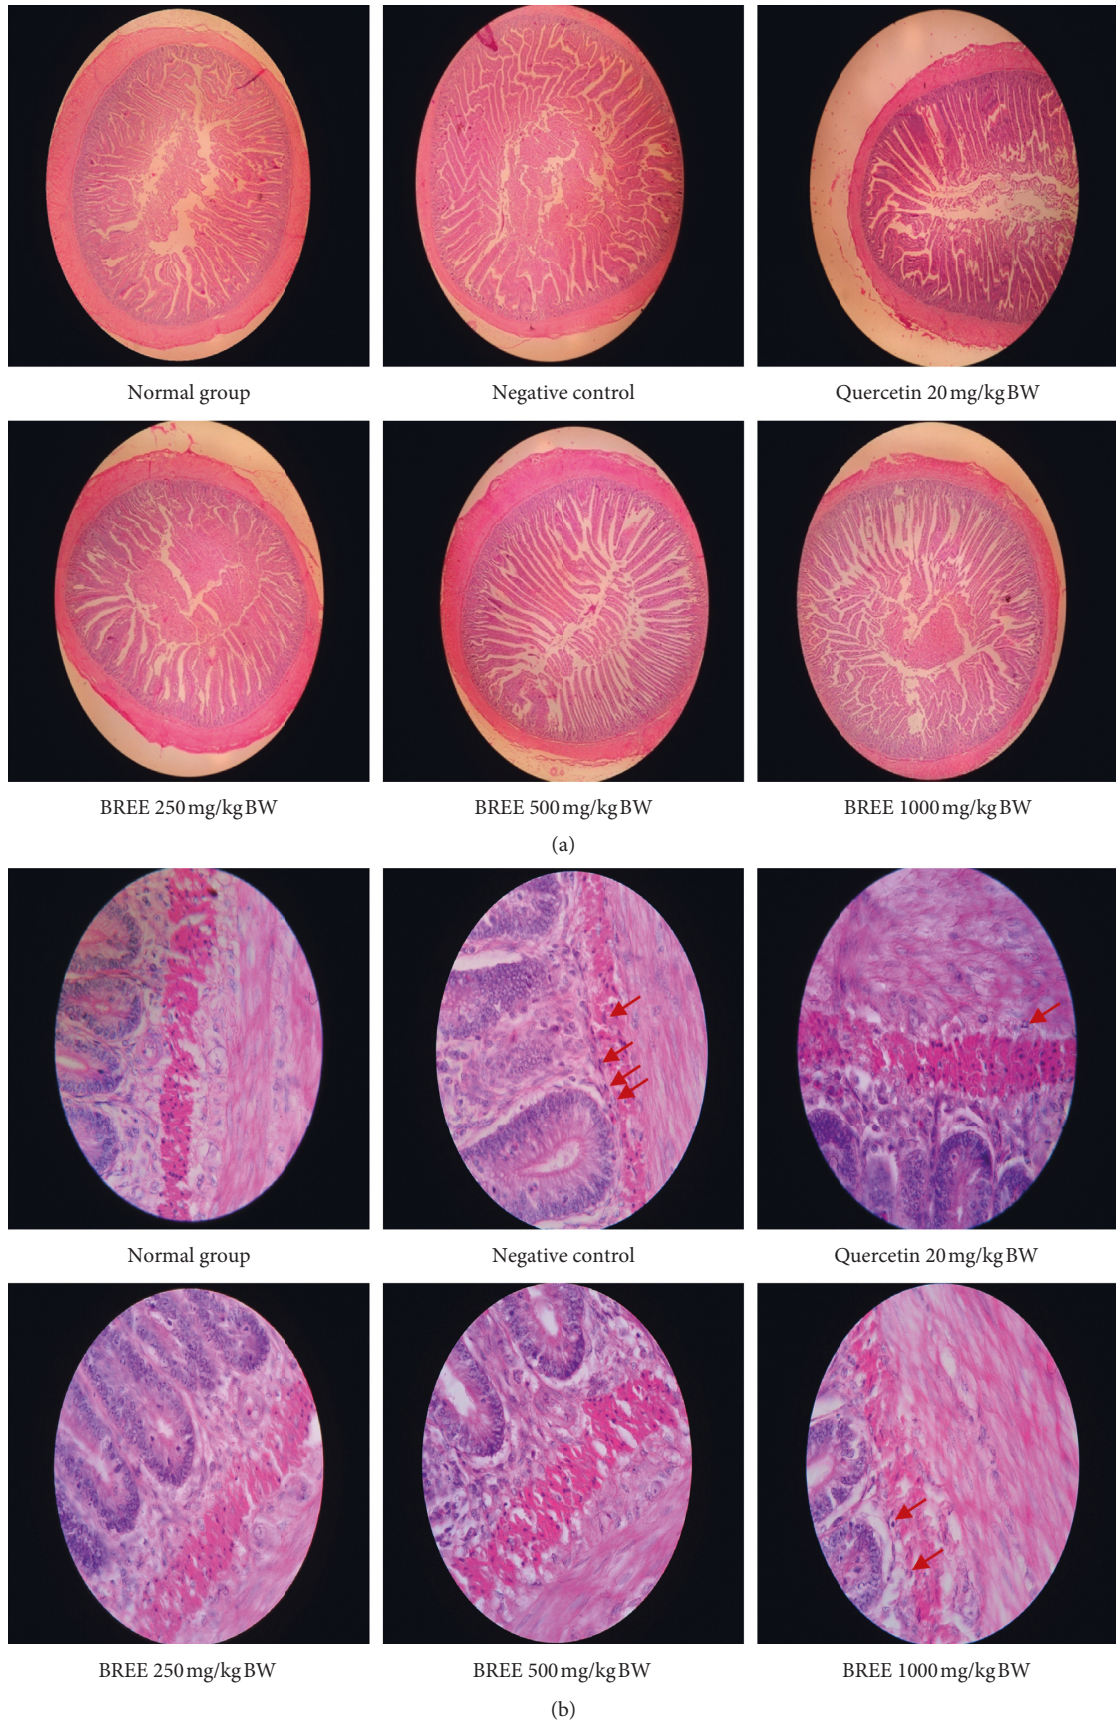 Normal group
Negative control
Quercetin 20 mg/kg BW
BREE 250 mg/kg BW
BREE 500 mg/kg BW
BREE 1000 mg/kg BW
(a)
Normal group
Negative control
Quercetin 20 mg/kg BW
BREE 250 mg/kg BW
BREE 500 mg/kg BW
BREE 1000 mg/kg BW
(b)